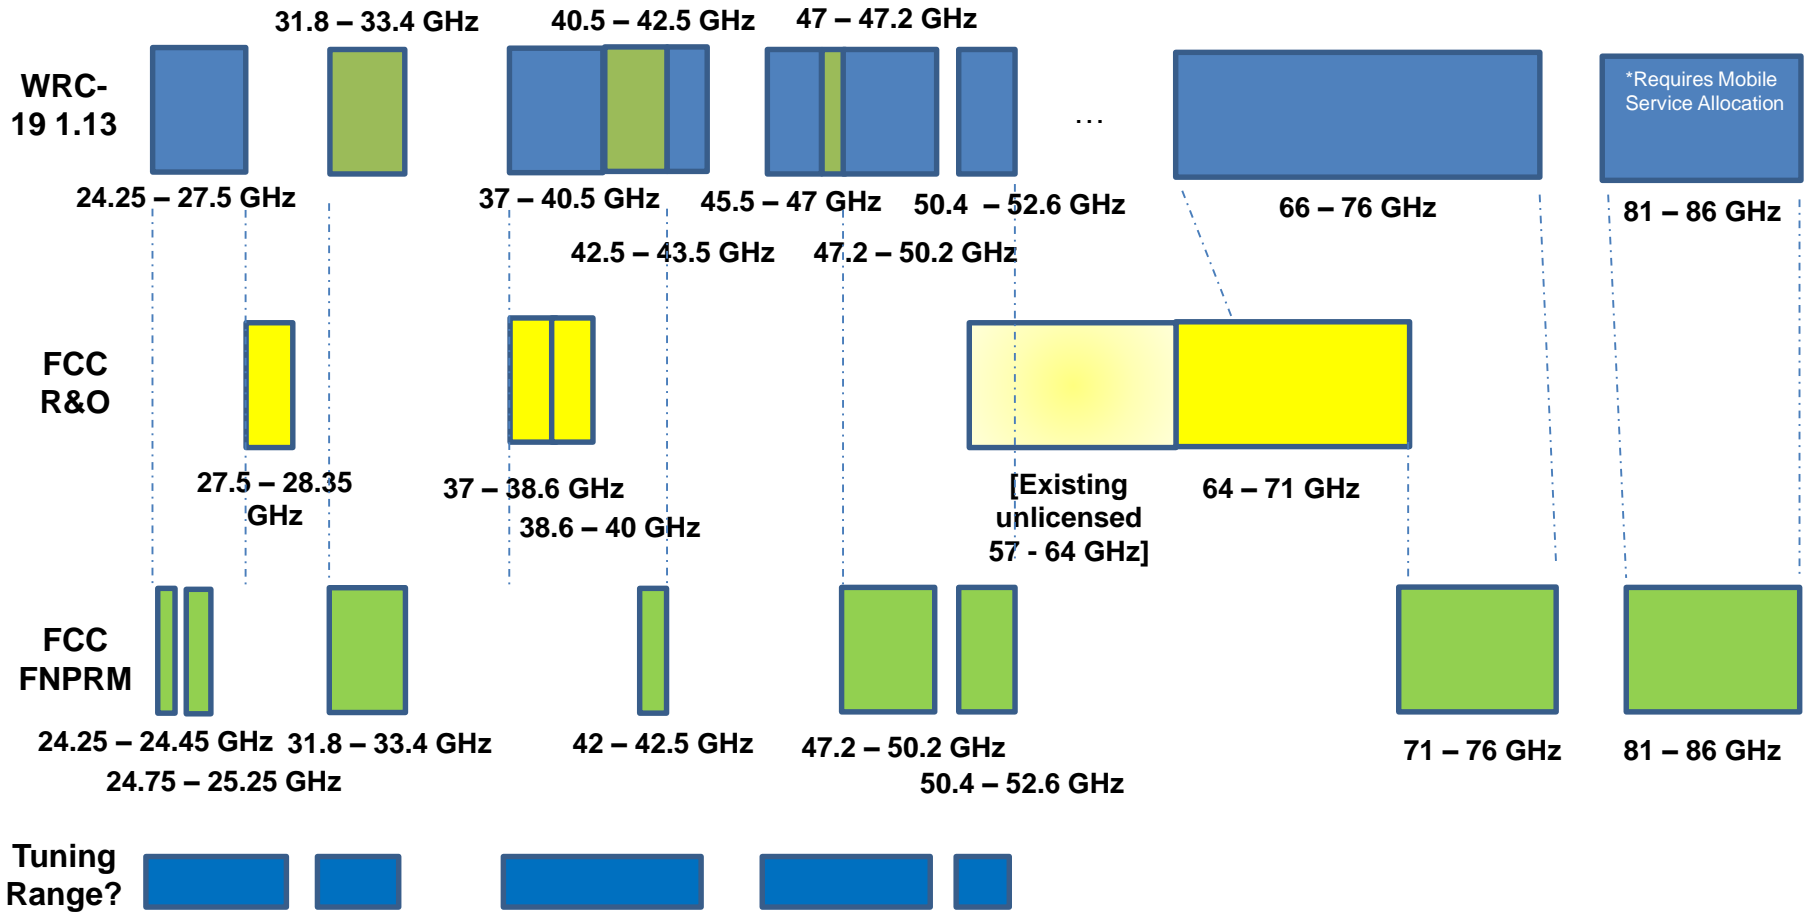 31.8 – 33.4 GHz
40.5 – 42.5 GHz
47 – 47.2 GHz
WRC-
19 1.13
*Requires Mobile
Service Allocation
...
24.25 – 27.5 GHz
37 – 40.5 GHz
45.5 – 47 GHz
50.4 – 52.6 GHz
66 – 76 GHz
81 – 86 GHz
42.5 – 43.5 GHz
47.2 – 50.2 GHz
FCC
R&O
27.5 – 28.35
GHz
37 – 38.6 GHz
38.6 – 40 GHz
[Existing
unlicensed
57 - 64 GHz]
64 – 71 GHz
FCC
FNPRM
24.25 – 24.45 GHz
31.8 – 33.4 GHz
42 – 42.5 GHz
47.2 – 50.2 GHz
71 – 76 GHz
81 – 86 GHz
24.75 – 25.25 GHz
50.4 – 52.6 GHz
Tuning
Range?